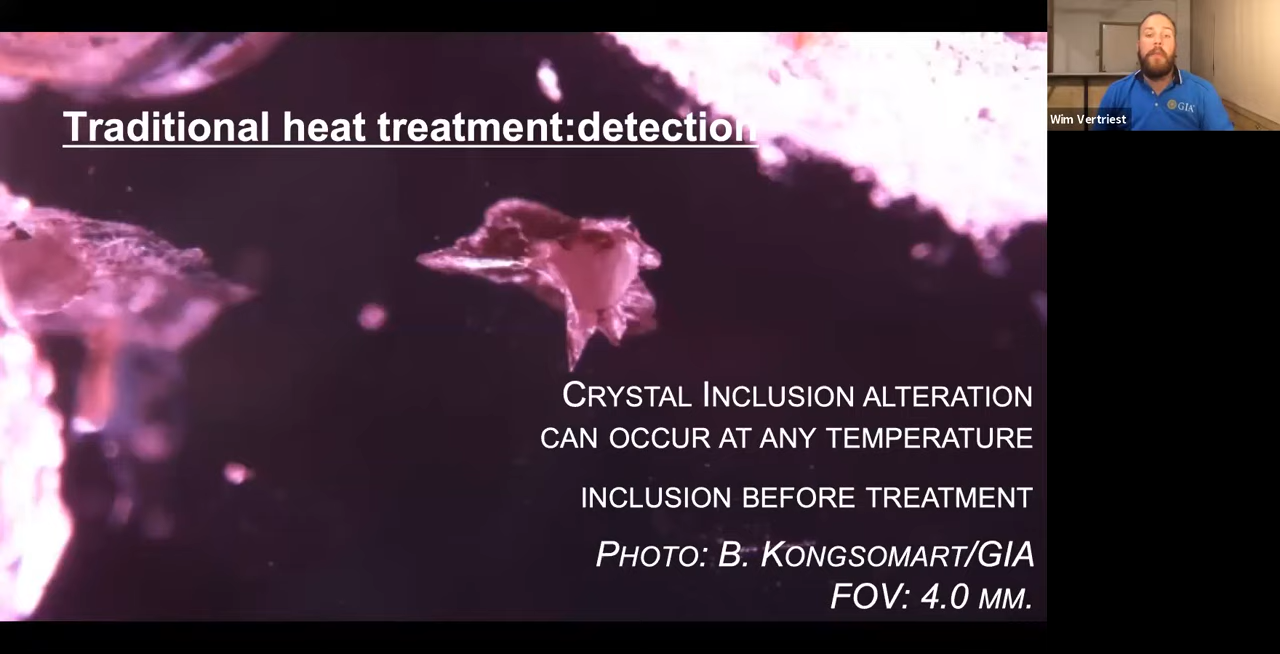 Traditional heat treatment:detection
Crystal Inclusion alteration
can occur at any temperature
inclusion before treatment
Photo: B. Kongsomart/GIA
FOV: 4.0 mm.
GIA
Wim Vertriest